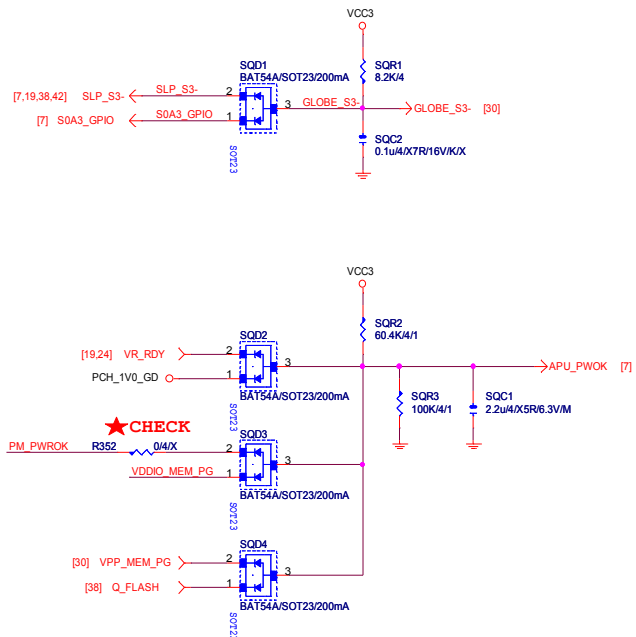 VCC3
SQD1
BAT54A/SOT23/200mA
SQR1
8.2K/4
[7,19,38,42] SLP_S3- SLP_S3- 2
3 GLOBE_S3- GLOBE_S3- [30]
[7] S0A3_GPIO S0A3_GPIO 1
SOT23
SQC2
0.1u/4/X7R/16V/K/X
VCC3
SQR2
60.4K/4/1
SQD2
[19,24] VR_RDY 2
3 APU_PWOK [7]
PCH_1V0_GD 1
BAT54A/SOT23/200mA
SOT23
SQR3
100K/4/1
SQC1
2.2u/4/X5R/6.3V/M
CHECK
SQD3
PM_PWROK R352 0/4/X 2
3
VDDIO_MEM_PG 1
BAT54A/SOT23/200mA
SOT23
SQD4
[30] VPP_MEM_PG 2
3
[38] Q_FLASH 1
BAT54A/SOT23/200mA